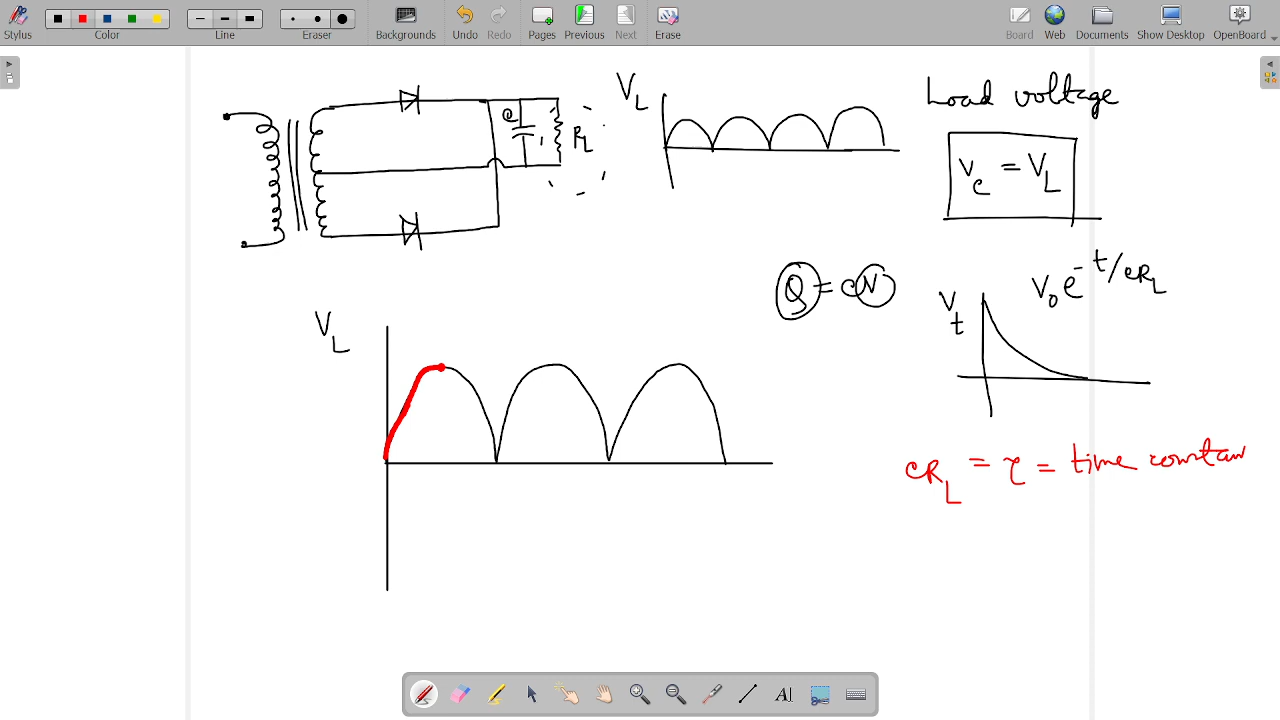 Stylus
Color
Line
Eraser
Backgrounds
Undo
Redo
Pages
Previous
Next
Erase
Board
Web
Documents
Show Desktop
OpenBoard
C
R_L
V_L
Load voltage
V_c = V_L
Q = CV
V_t
V_0 e^{-t/CR_L}
V_L
CR_L = τ = time constan
AI